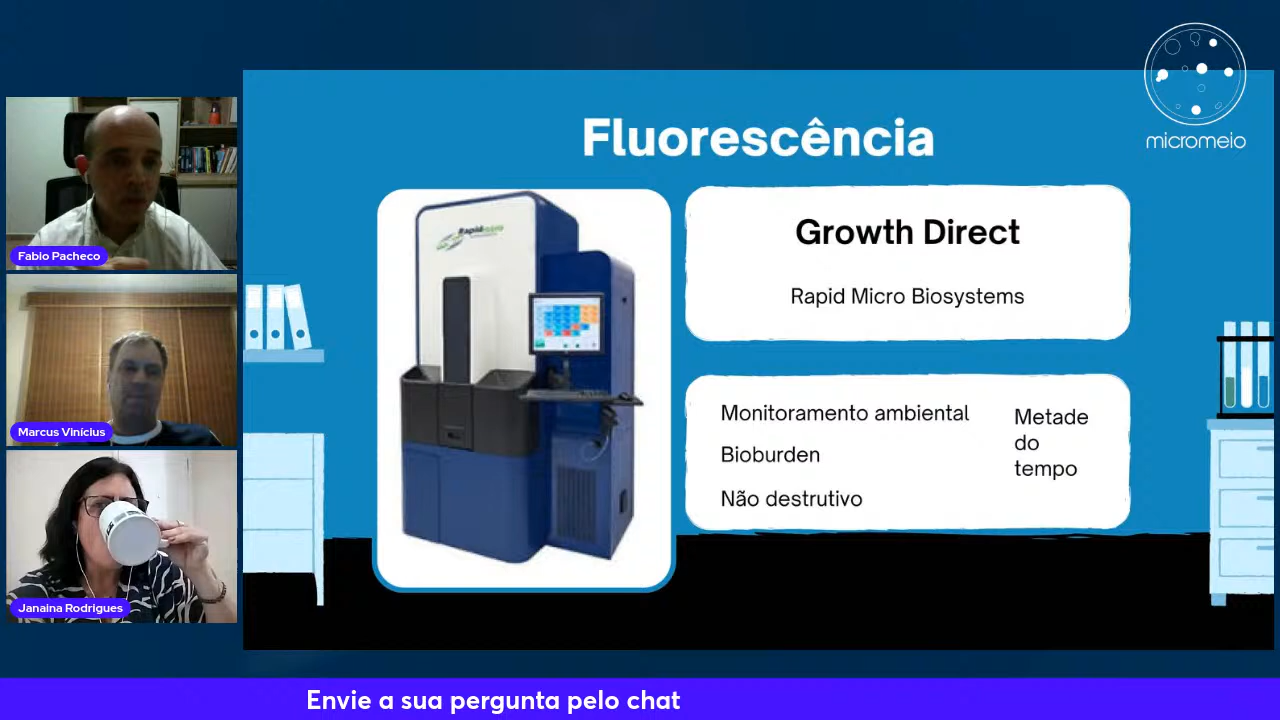 micromeio
Fluorescência
Growth Direct
Rapid Micro Biosystems
Monitoramento ambiental
Bioburden
Não destrutivo
Metade
do
tempo
Fabio Pacheco
Marcus Vinícius
Janaina Rodrigues
Envie a sua pergunta pelo chat